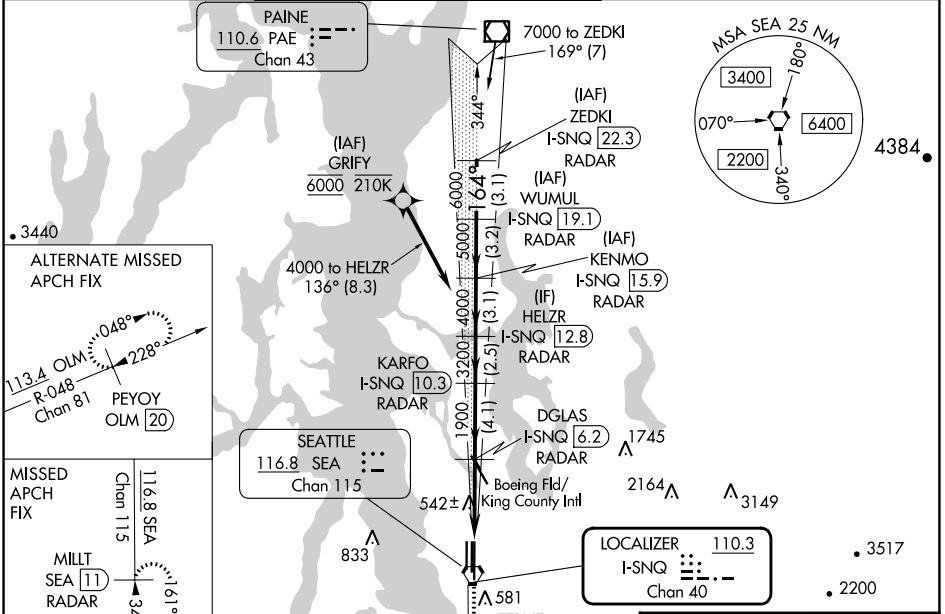 PAINE
110.6 PAE
Chan 43
7000 to ZEDKI
169° (7)
MSA SEA 25 NM
180°
3400
070°
6400
2200
340°
4384
344°
(IAF)
ZEDKI
I-SNQ 22.3
RADAR
(IAF)
GRIFY
6000 210K
6000
164°
(3.1)
(IAF)
WUMUL
I-SNQ 19.1
RADAR
3440
4000 to HELZR
136° (8.3)
5000
(3.2)
(IAF)
KENMO
I-SNQ 15.9
RADAR
ALTERNATE MISSED
APCH FIX
048°
228°
113.4 OLM
R-048
Chan 81
PEYOY
OLM 20
4000
(3.1)
(IF)
HELZR
I-SNQ 12.8
RADAR
3200
(2.5)
KARFO
I-SNQ 10.3
RADAR
1900
(4.1)
DGLAS
I-SNQ 6.2
RADAR
1745
SEATTLE
116.8 SEA
Chan 115
Boeing Fld/
King County Intl
2164
3149
542±
833
MISSED
APCH
FIX
116.8 SEA
Chan 115
MILLT
SEA 11
RADAR
161°
LOCALIZER 110.3
I-SNQ
Chan 40
3517
2200
581